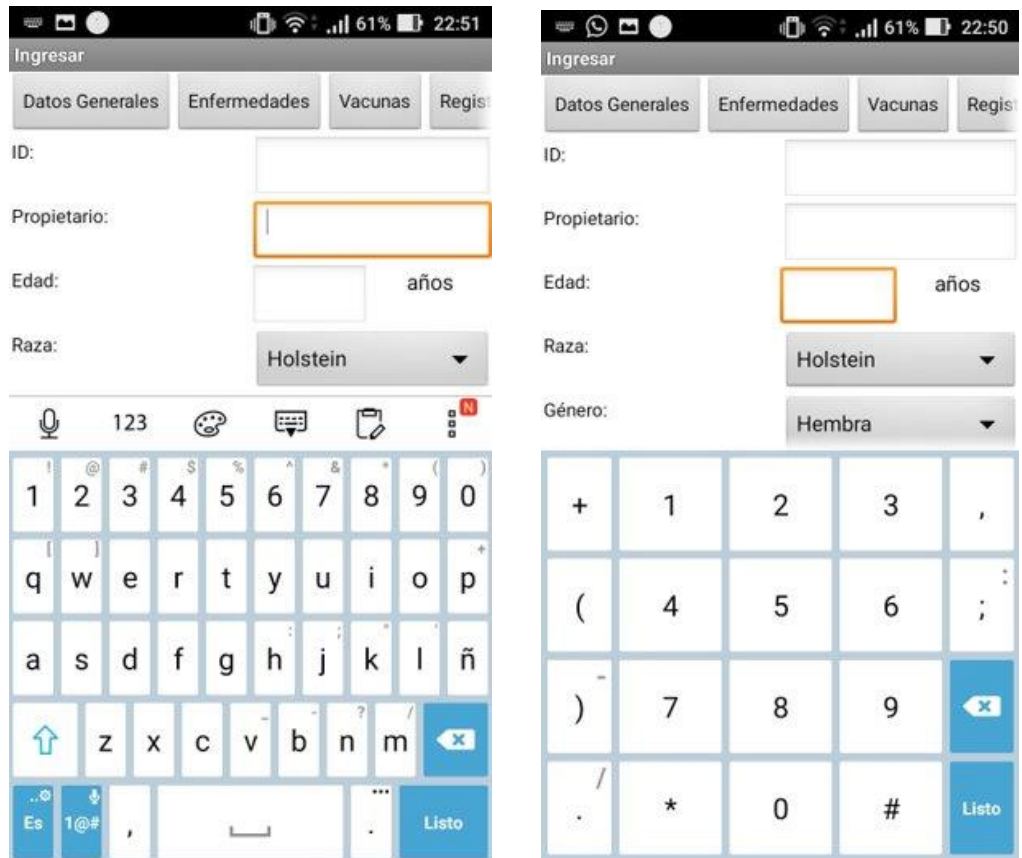 61% 22:51
Ingresar
Datos Generales Enfermedades Vacunas Regist
ID:
Propietario:
Edad: años
Raza: Holstein
123 N
! @ # $ % ^ & * ( )
1 2 3 4 5 6 7 8 9 0
[ ] +
q w e r t y u i o p
: ; " '
a s d f g h j k l ñ
_ - ? /
z x c v b n m
..
Es 1@# , . Listo
61% 22:50
Ingresar
Datos Generales Enfermedades Vacunas Regist
ID:
Propietario:
Edad: años
Raza: Holstein
Género: Hembra
+ 1 2 3 ,
( 4 5 6 ; :
) - 7 8 9
. / * 0 # Listo